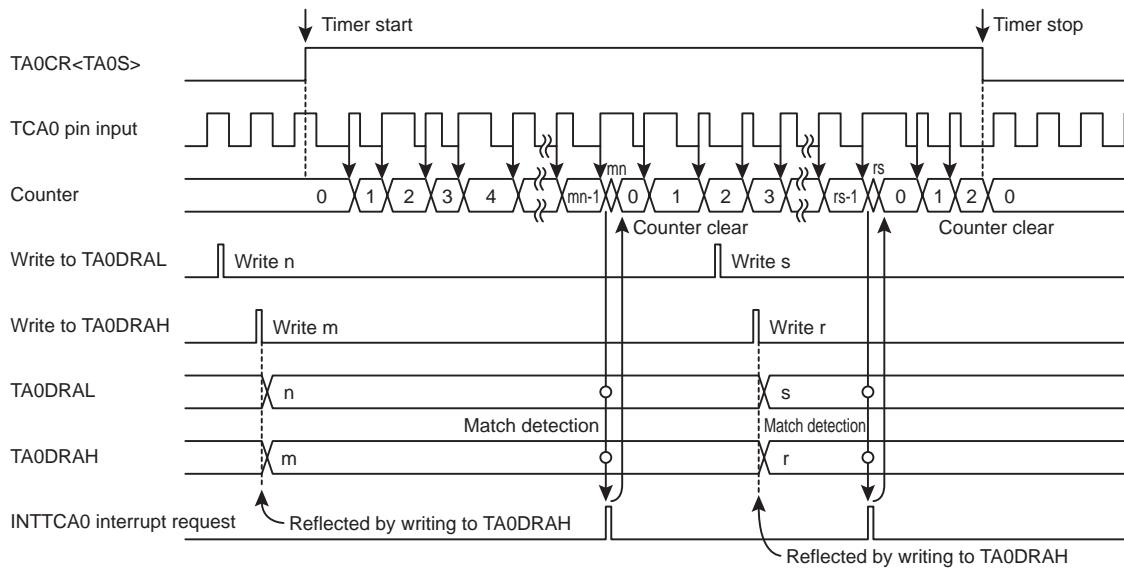 Timer start Timer stop
TA0CR<TA0S>
TCA0 pin input
mn rs
Counter 0 1 2 3 4 mn-1 0 1 2 3 rs-1 0 1 2 0
Counter clear Counter clear
Write to TA0DRAL Write n Write s
Write to TA0DRAH Write m Write r
TA0DRAL n s
Match detection Match detection
TA0DRAH m r
INTTCA0 interrupt request Reflected by writing to TA0DRAH
Reflected by writing to TA0DRAH